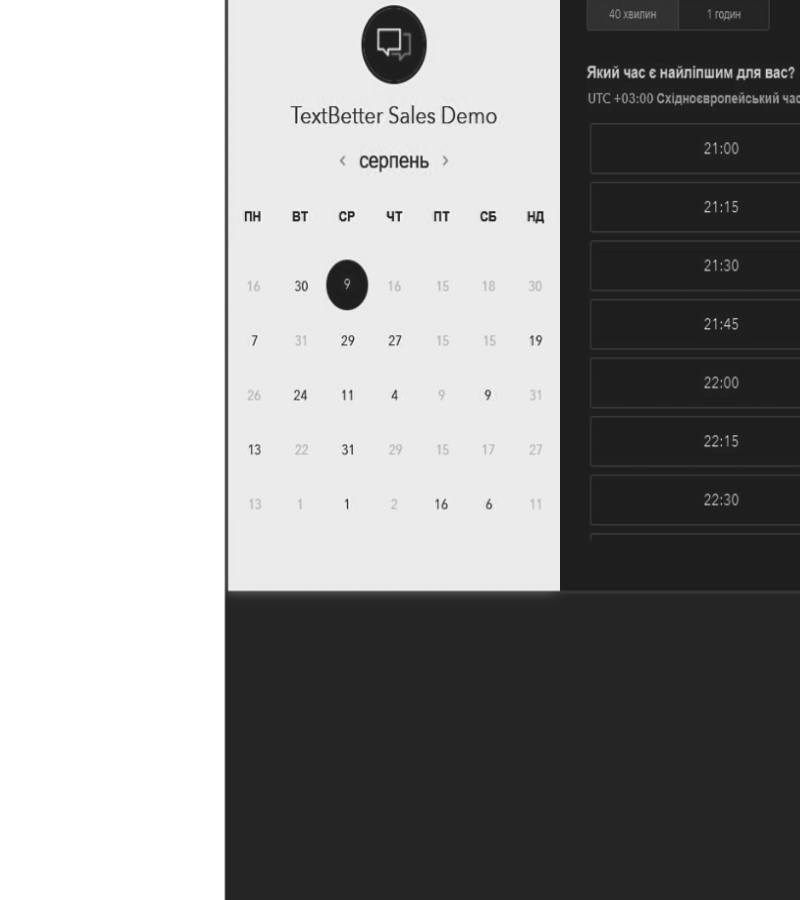 TextBetter Sales Demo
‹ серпень ›
ПН ВТ СР ЧТ ПТ СБ НД
16 30 9 16 15 18 30
7 31 29 27 15 15 19
26 24 11 4 9 9 31
13 22 31 29 15 17 27
13 1 1 2 16 6 11
40 хвилин 1 годин
Який час є найліпшим для вас?
UTC +03:00 Східноєвропейський час
21:00
21:15
21:30
21:45
22:00
22:15
22:30